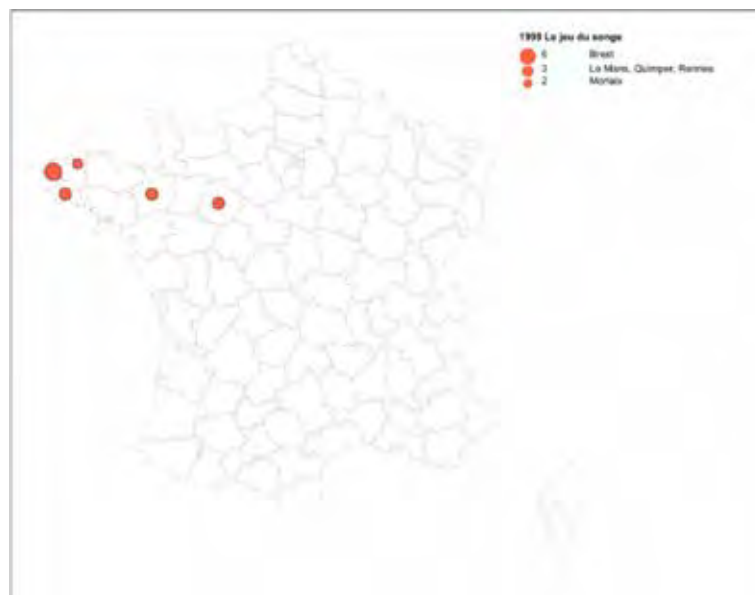 1999 Le jeu du songe
6 Brest
3 Le Mans, Quimper, Rennes
2 Morlaix